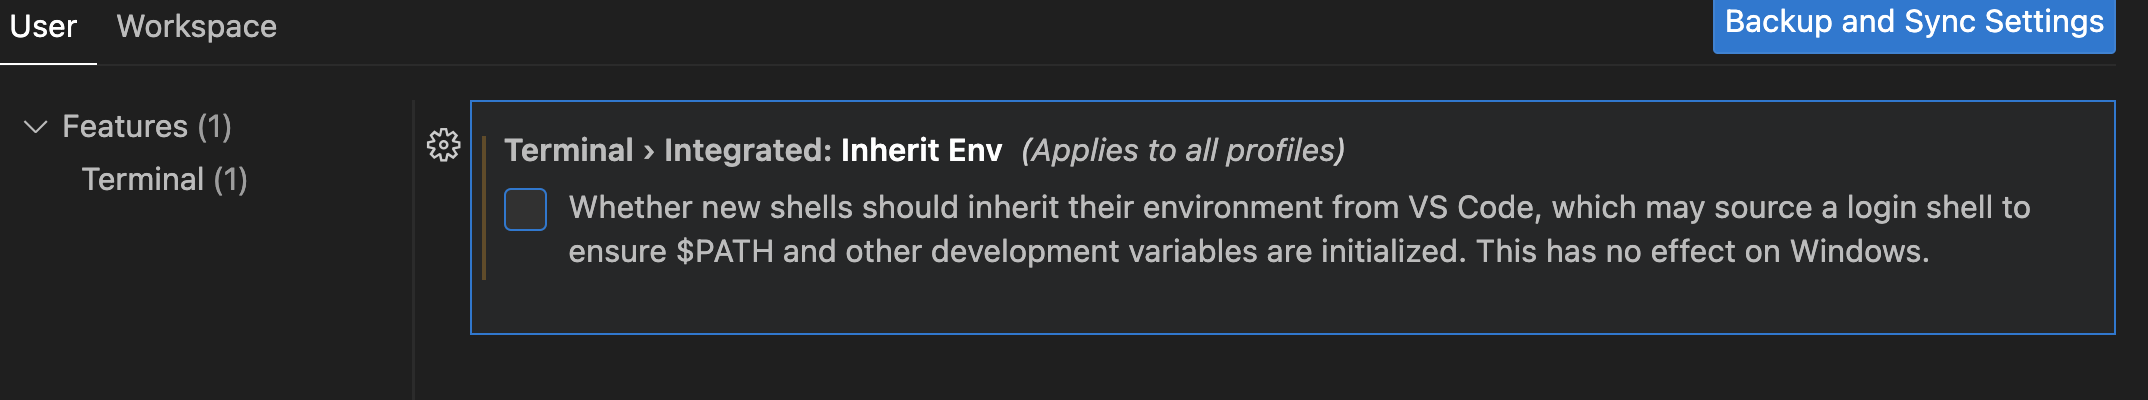 User Workspace
Backup and Sync Settings
Features (1)
Terminal (1)
Terminal › Integrated: Inherit Env (Applies to all profiles)
Whether new shells should inherit their environment from VS Code, which may source a login shell to
ensure $PATH and other development variables are initialized. This has no effect on Windows.